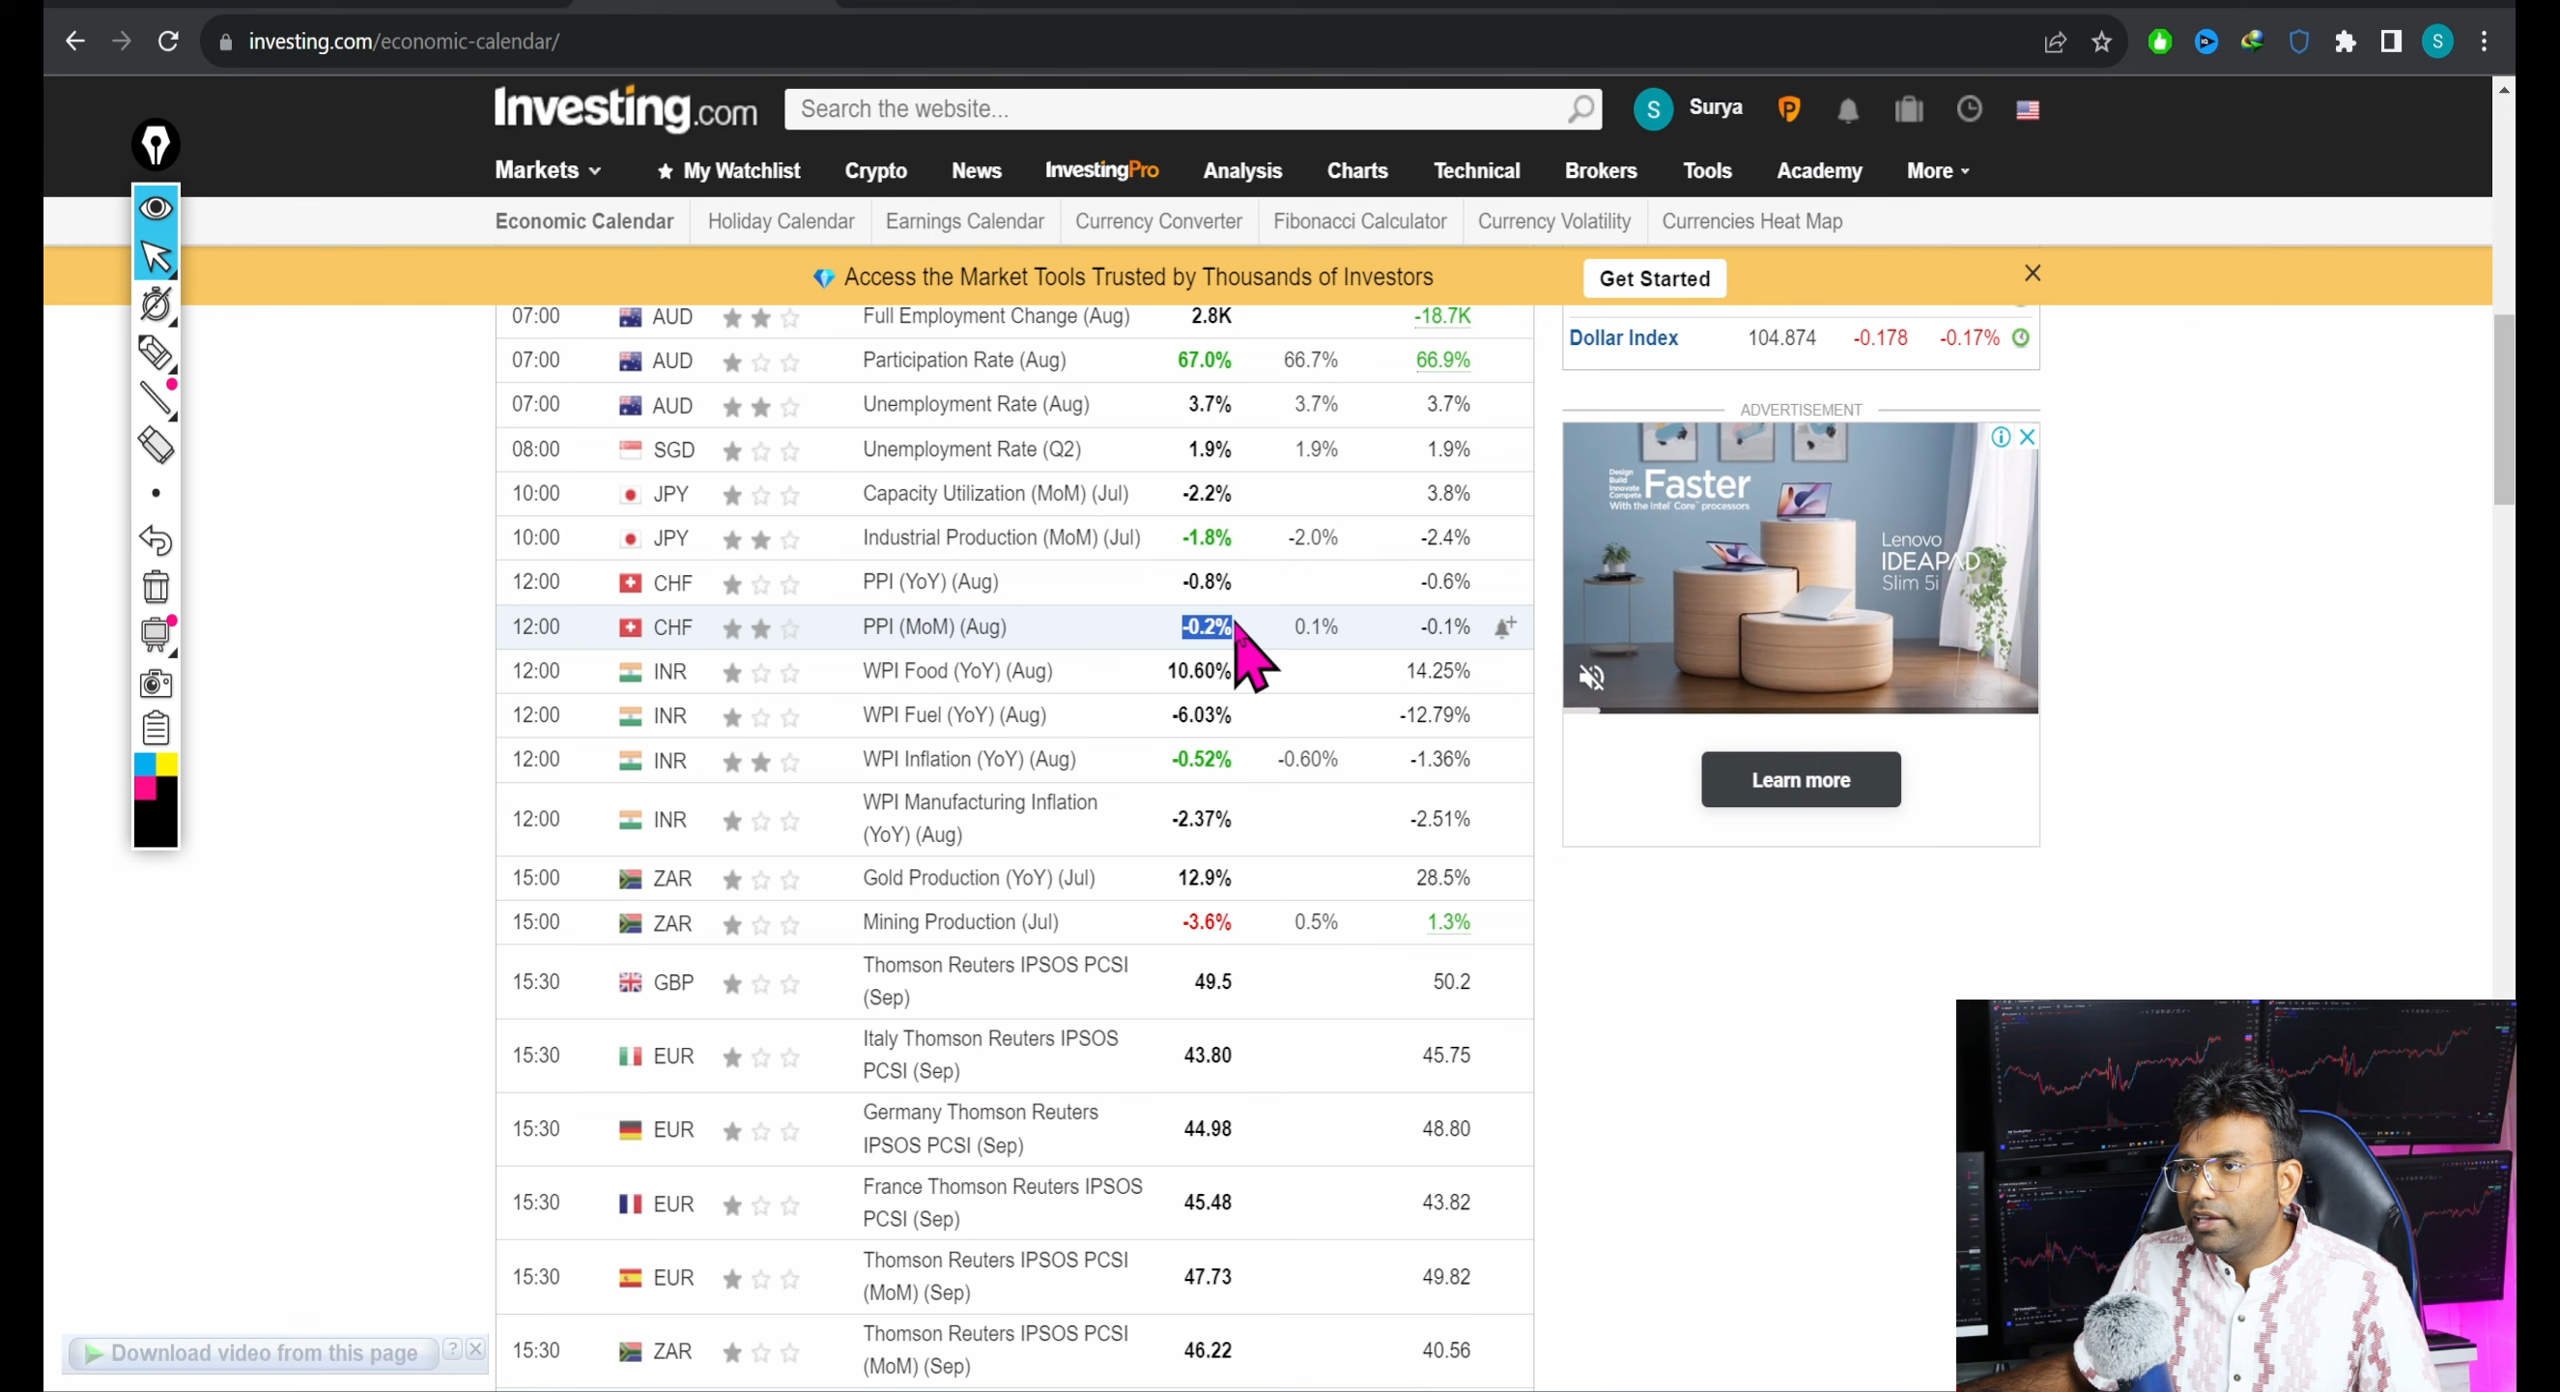 investing.com/economic-calendar/
S
Investing.com
Search the website...
S Surya
P
Markets My Watchlist Crypto News InvestingPro Analysis Charts Technical Brokers Tools Academy More
Economic Calendar Holiday Calendar Earnings Calendar Currency Converter Fibonacci Calculator Currency Volatility Currencies Heat Map
Access the Market Tools Trusted by Thousands of Investors Get Started
07:00 AUD Full Employment Change (Aug) 2.8K -18.7K
07:00 AUD Participation Rate (Aug) 67.0% 66.7% 66.9%
07:00 AUD Unemployment Rate (Aug) 3.7% 3.7% 3.7%
08:00 SGD Unemployment Rate (Q2) 1.9% 1.9% 1.9%
10:00 JPY Capacity Utilization (MoM) (Jul) -2.2% 3.8%
10:00 JPY Industrial Production (MoM) (Jul) -1.8% -2.0% -2.4%
12:00 CHF PPI (YoY) (Aug) -0.8% -0.6%
12:00 CHF PPI (MoM) (Aug) -0.2% 0.1% -0.1%
12:00 INR WPI Food (YoY) (Aug) 10.60% 14.25%
12:00 INR WPI Fuel (YoY) (Aug) -6.03% -12.79%
12:00 INR WPI Inflation (YoY) (Aug) -0.52% -0.60% -1.36%
12:00 INR WPI Manufacturing Inflation
(YoY) (Aug) -2.37% -2.51%
15:00 ZAR Gold Production (YoY) (Jul) 12.9% 28.5%
15:00 ZAR Mining Production (Jul) -3.6% 0.5% 1.3%
15:30 GBP Thomson Reuters IPSOS PCSI
(Sep) 49.5 50.2
15:30 EUR Italy Thomson Reuters IPSOS
PCSI (Sep) 43.80 45.75
15:30 EUR Germany Thomson Reuters
IPSOS PCSI (Sep) 44.98 48.80
15:30 EUR France Thomson Reuters IPSOS
PCSI (Sep) 45.48 43.82
15:30 EUR Thomson Reuters IPSOS PCSI
(MoM) (Sep) 47.73 49.82
15:30 ZAR Thomson Reuters IPSOS PCSI
(MoM) (Sep) 46.22 40.56
Dollar Index 104.874 -0.178 -0.17%
ADVERTISEMENT
Design
Build
Innovate
Compete
Faster
With the Intel Core processors
Lenovo
IDEAPAD
Slim 5i
Learn more
Download video from this page ?